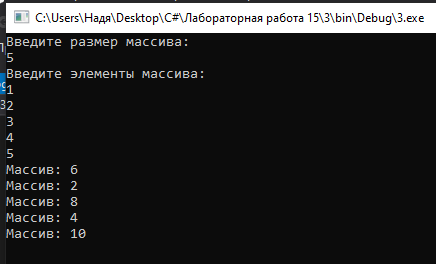 C:\Users\Надя\Desktop\C#\Лабораторная работа 15\3\bin\Debug\3.exe
Введите размер массива:
5
Введите элементы массива:
1
2
3
4
5
Массив: 6
Массив: 2
Массив: 8
Массив: 4
Массив: 10